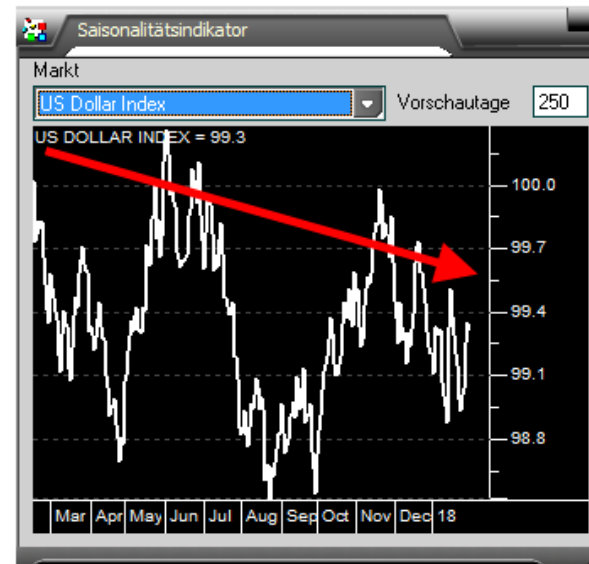 Saisonalitätsindikator
Markt
US Dollar Index Vorschautage 250
US DOLLAR INDEX = 99.3
100.0
99.7
99.4
99.1
98.8
Mar Apr May Jun Jul Aug Sep Oct Nov Dec 18